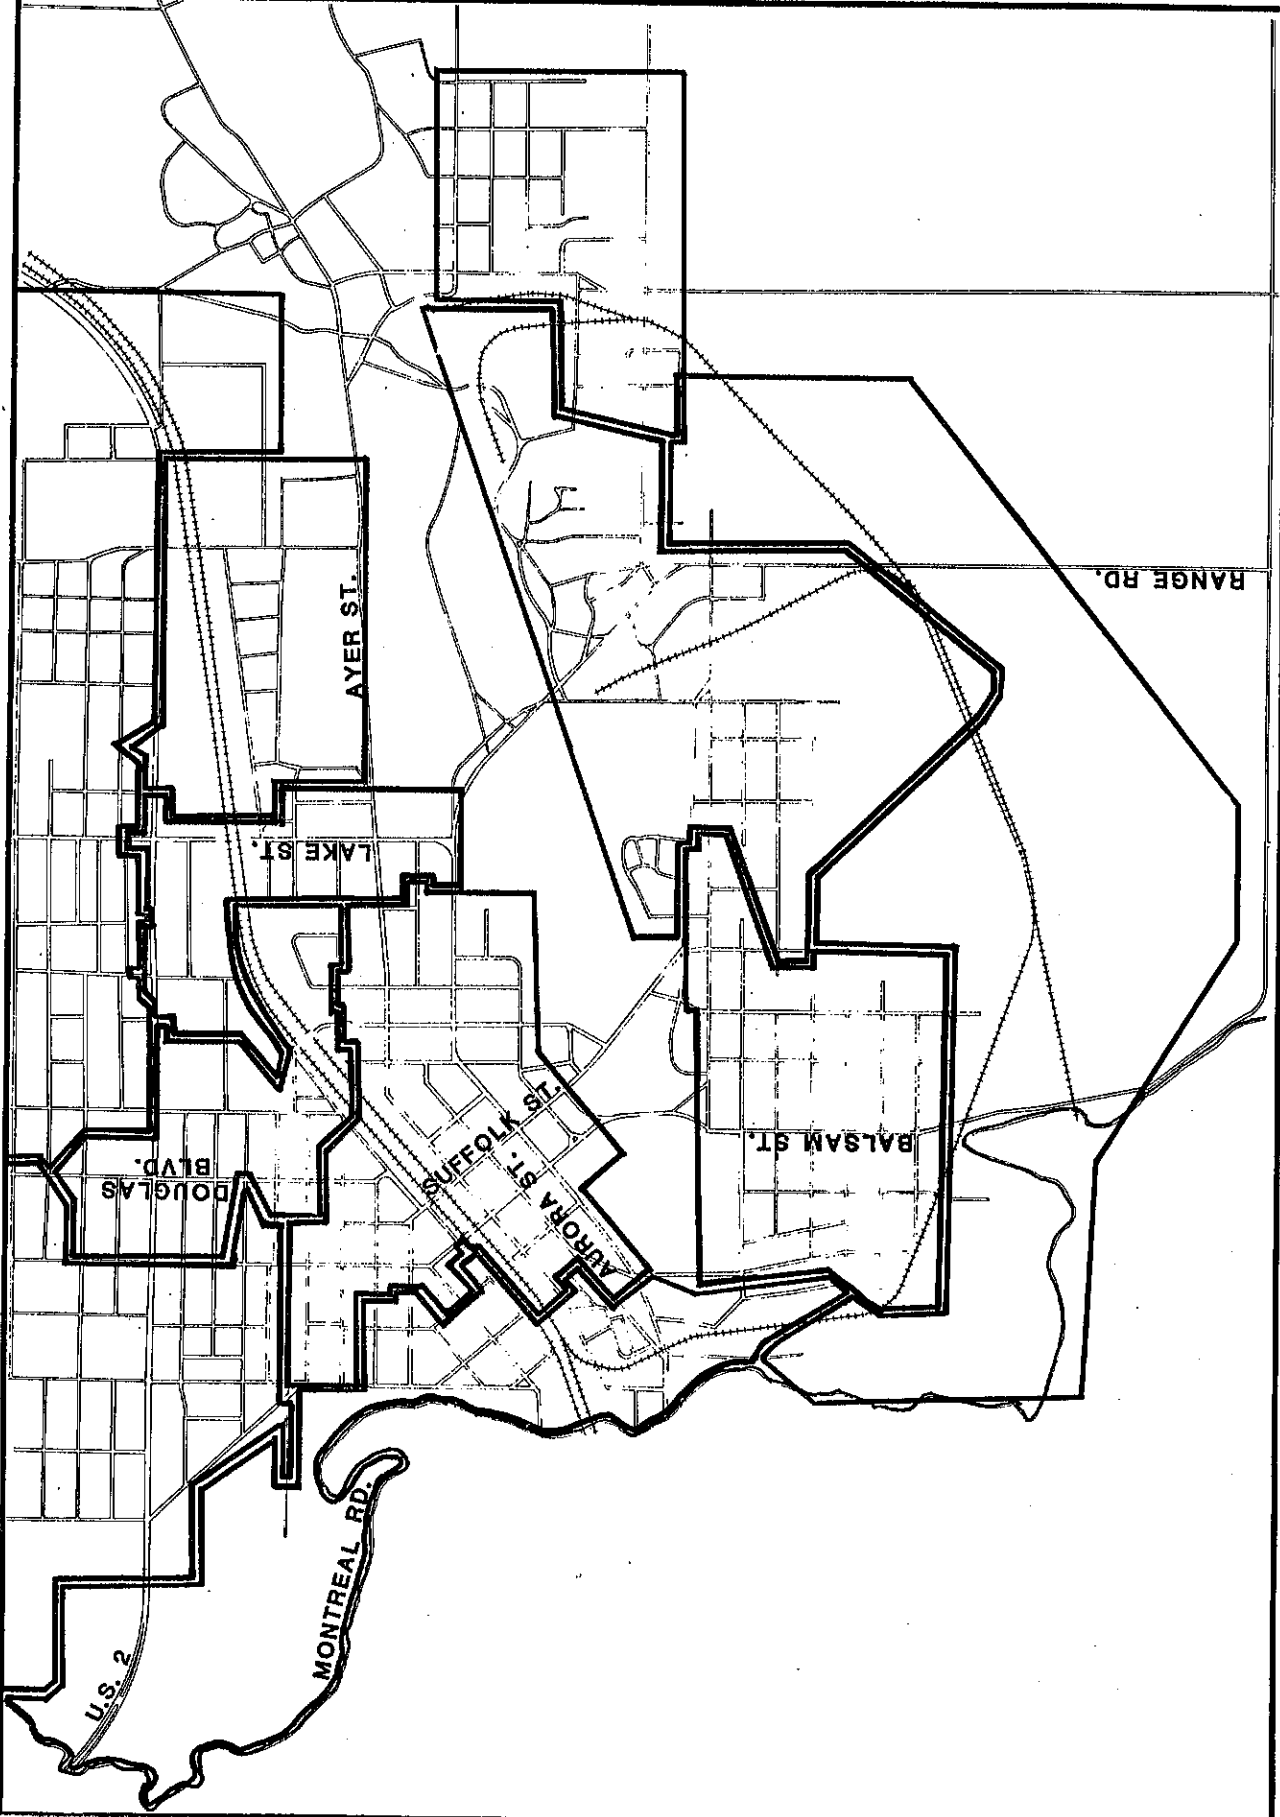 RANGE RD.
AYER ST.
LAKE ST.
SUFFOLK ST.
AURORA ST.
BALSAM ST.
DOUGLAS
BLVD.
MONTREAL RD.
U.S. 2